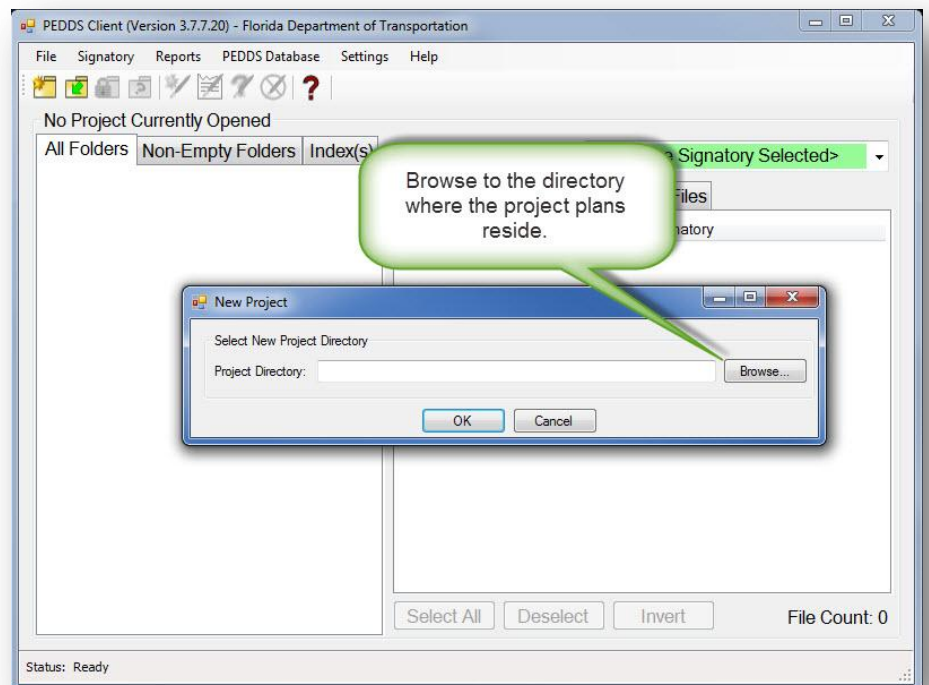 PEDDS Client (Version 3.7.7.20) - Florida Department of Transportation
File Signatory Reports PEDDS Database Settings Help
?
No Project Currently Opened
All Folders Non-Empty Folders Index(s)
Signatory Selected>
Files
Browse to the directory
where the project plans
reside.
New Project
Select New Project Directory
Project Directory:
Browse...
OK Cancel
Select All Deselect Invert File Count: 0
Status: Ready